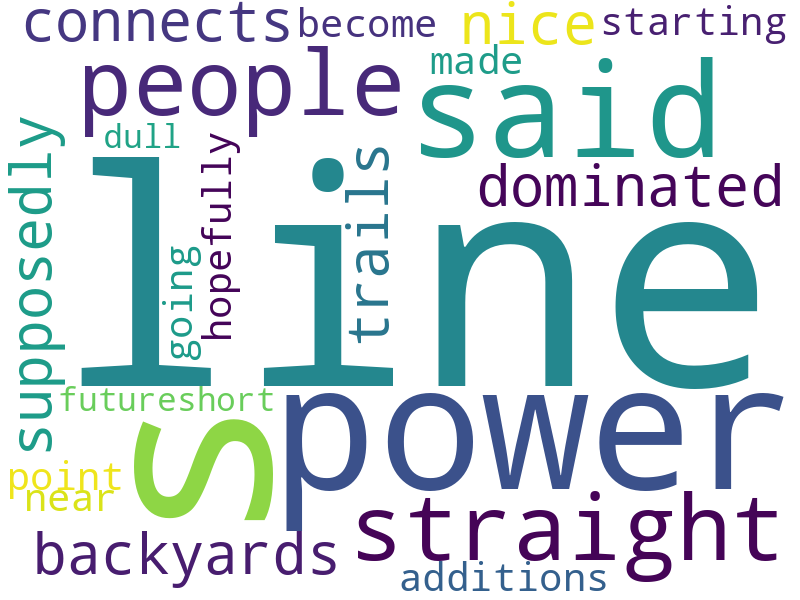 connects
become
nice
starting
people
made
said
dull
supposedly
hopefully
trails
dominated
line
going
futureshort
power
s
point
near
straight
backyards
additions